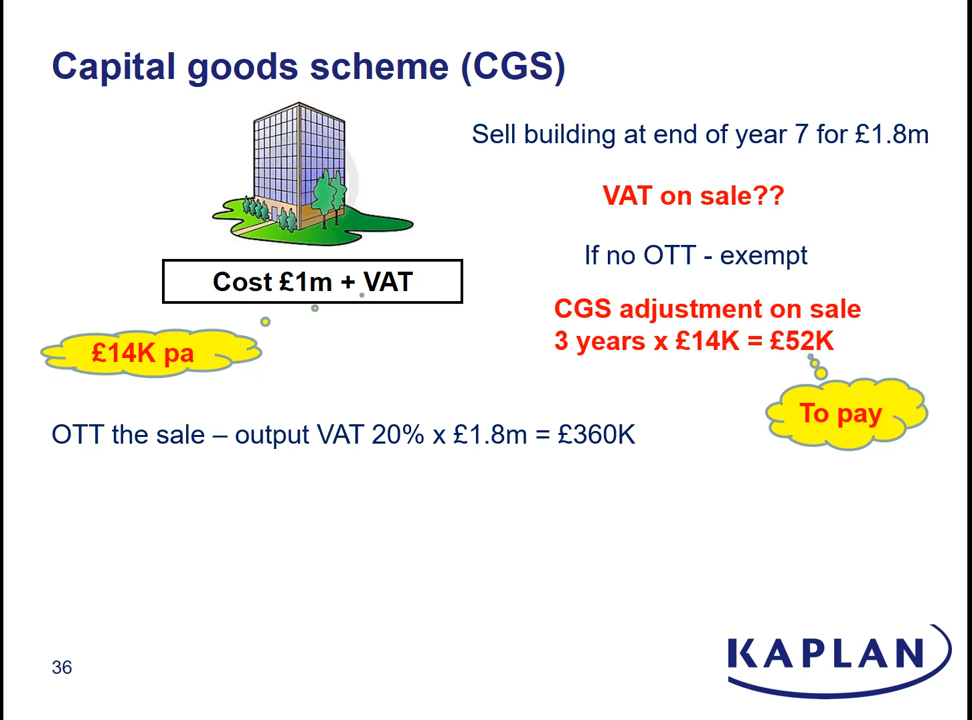 Capital goods scheme (CGS)
Sell building at end of year 7 for £1.8m
VAT on sale??
If no OTT - exempt
Cost £1m + VAT
CGS adjustment on sale
3 years x £14K = £52K
£14K pa
To pay
OTT the sale – output VAT 20% x £1.8m = £360K
36
KAPLAN